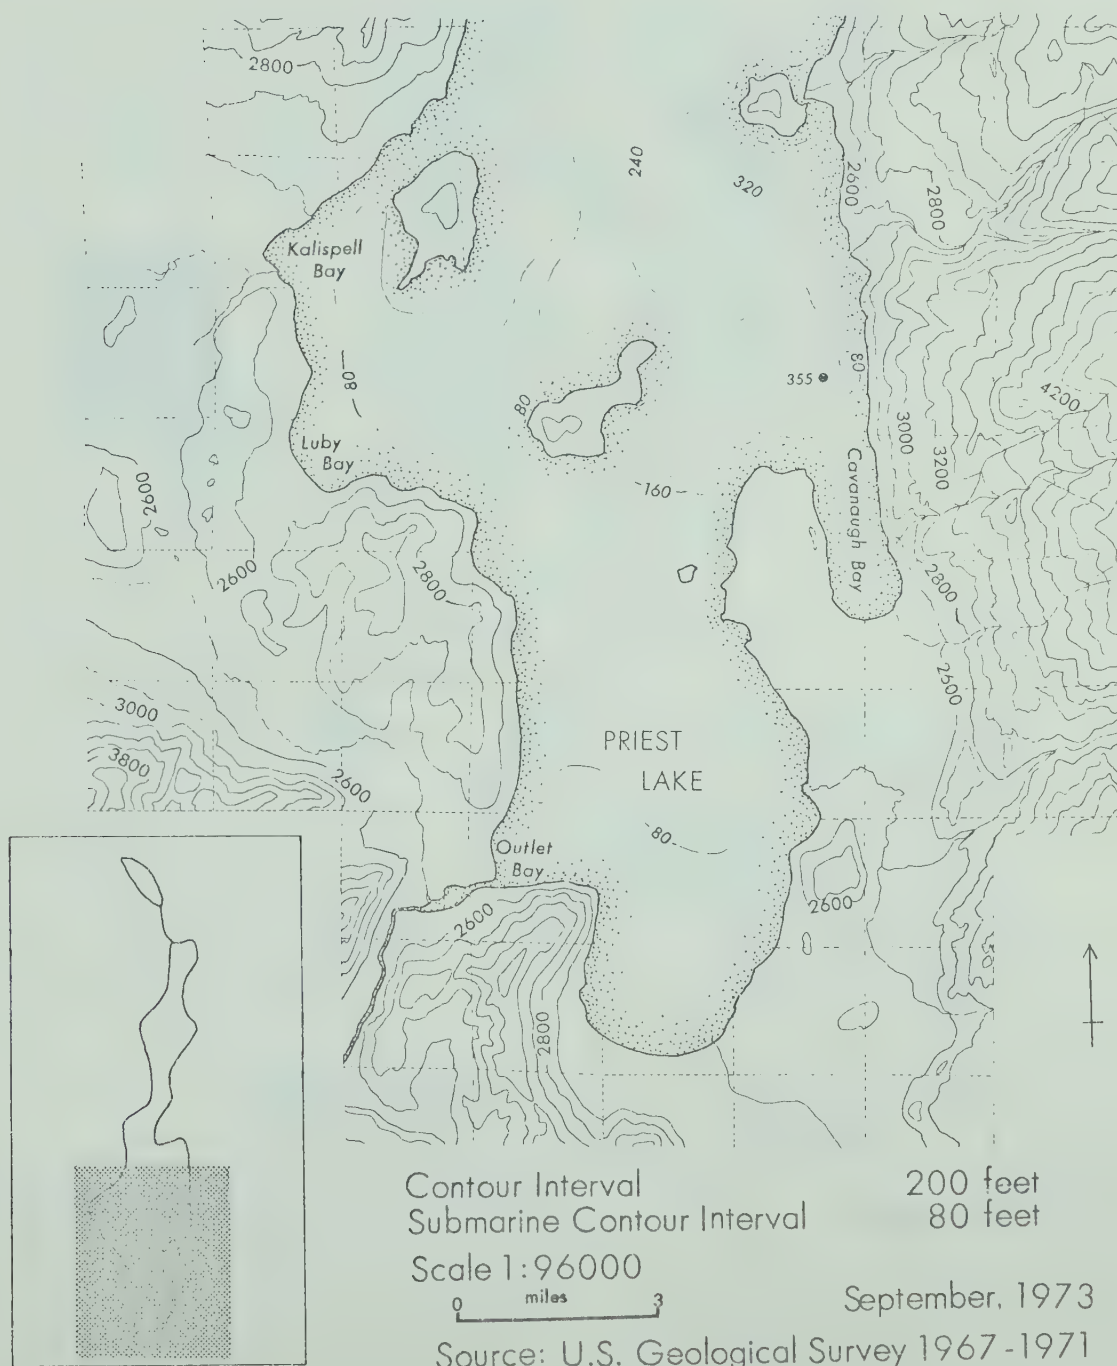 2800
240
320
2600
2800
Kalispell
Bay
80
80
355
80
4200
3000
3200
Luby
Bay
Cavanaugh Bay
160
2600
2600
2800
2800
2600
3000
3800
2600
PRIEST
LAKE
80
Outlet
Bay
2600
2600
2800
Contour Interval 200 feet
Submarine Contour Interval 80 feet
Scale 1:96000
0 miles 3
September, 1973
Source: U.S. Geological Survey 1967-1971